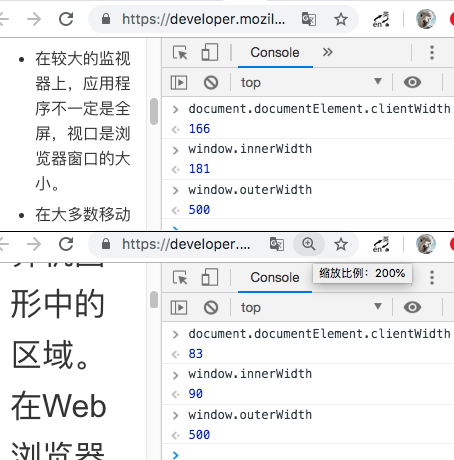 https://developer.mozil...
在较大的监视
器上，应用程
序不一定是全
屏，视口是浏
览器窗口的大
小。
在大多数移动
Console
top
document.documentElement.clientWidth
166
window.innerWidth
181
window.outerWidth
500
https://developer....
缩放比例：200%
形中的
区域。
在Web
浏览器
Console
top
document.documentElement.clientWidth
83
window.innerWidth
90
window.outerWidth
500